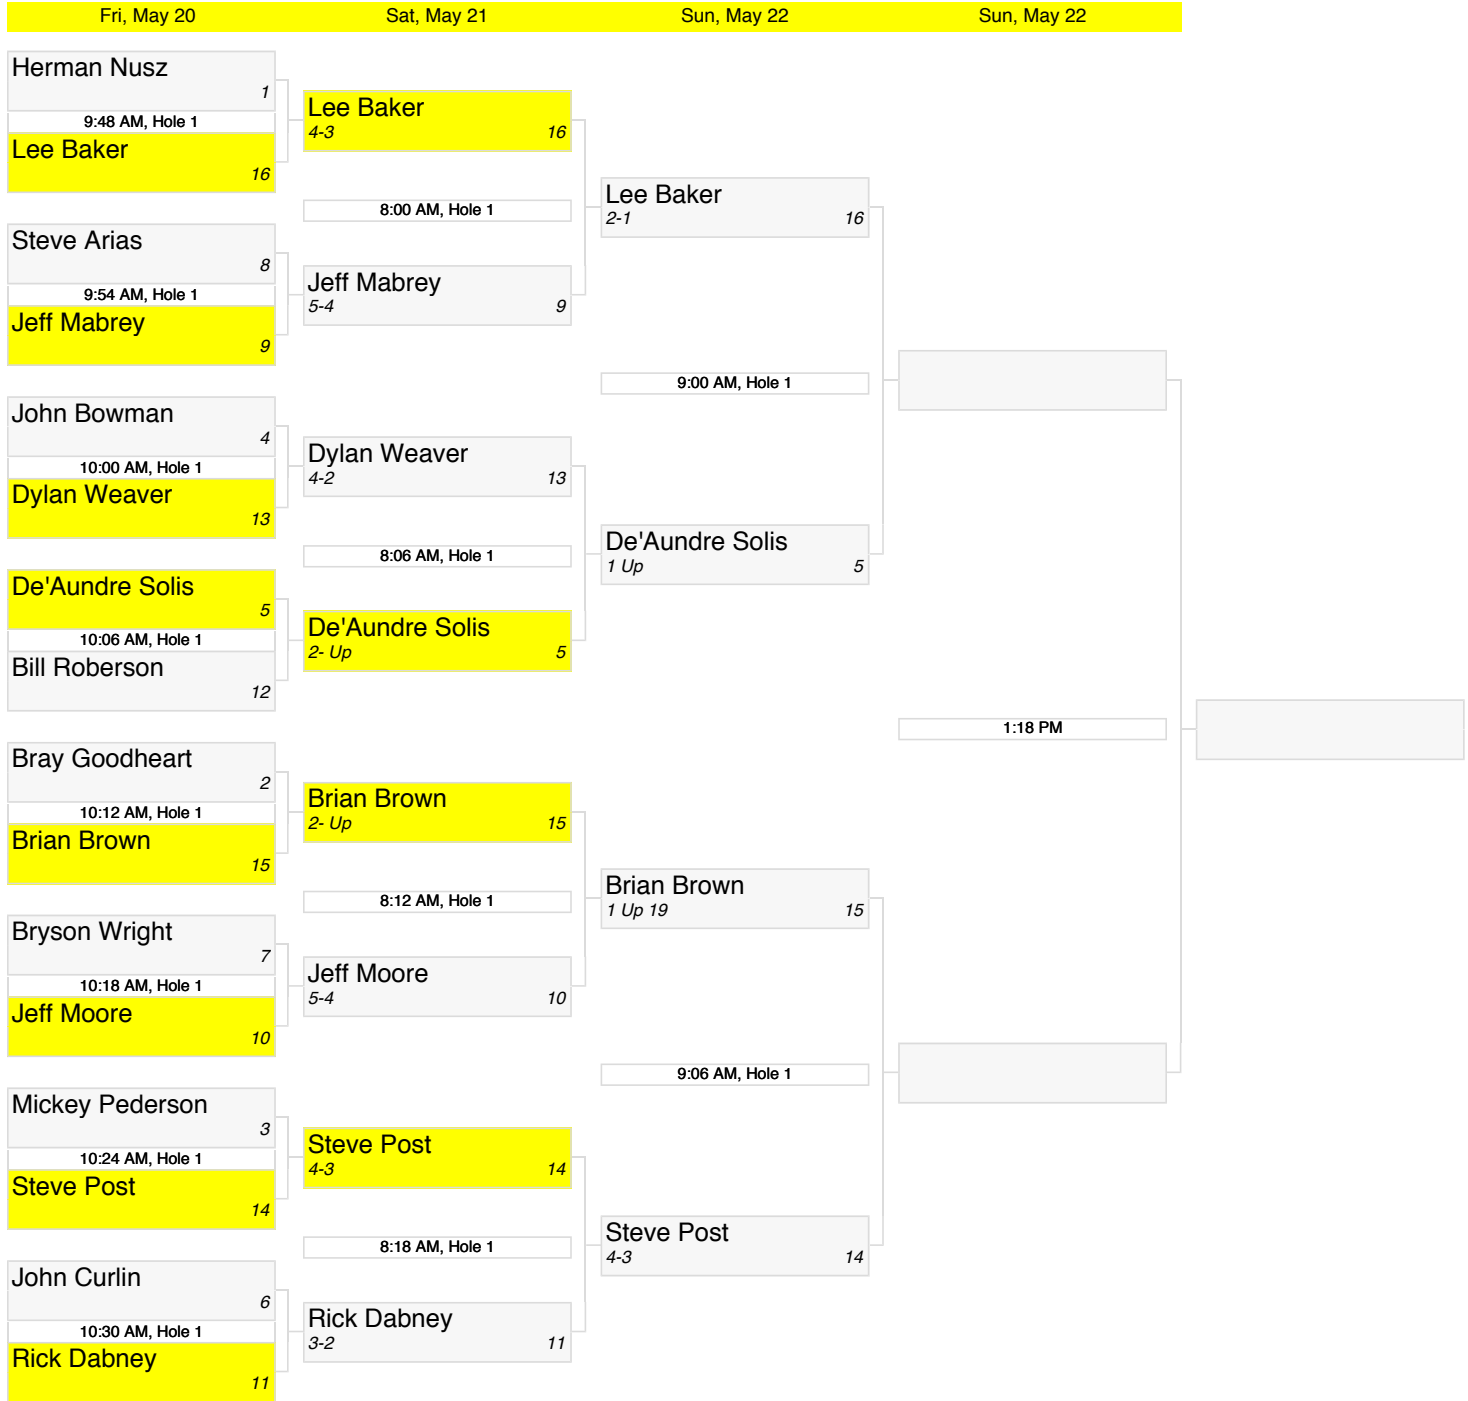 Fri, May 20
Sat, May 21
Sun, May 22
Sun, May 22
Herman Nusz
1
9:48 AM, Hole 1
Lee Baker
16
Steve Arias
8
9:54 AM, Hole 1
Jeff Mabrey
9
John Bowman
4
10:00 AM, Hole 1
Dylan Weaver
13
De'Aundre Solis
5
10:06 AM, Hole 1
Bill Roberson
12
Bray Goodheart
2
10:12 AM, Hole 1
Brian Brown
15
Bryson Wright
7
10:18 AM, Hole 1
Jeff Moore
10
Mickey Pederson
3
10:24 AM, Hole 1
Steve Post
14
John Curlin
6
10:30 AM, Hole 1
Rick Dabney
11
Lee Baker
4-3 16
8:00 AM, Hole 1
Jeff Mabrey
5-4 9
Dylan Weaver
4-2 13
8:06 AM, Hole 1
De'Aundre Solis
2- Up 5
Brian Brown
2- Up 15
8:12 AM, Hole 1
Jeff Moore
5-4 10
Steve Post
4-3 14
8:18 AM, Hole 1
Rick Dabney
3-2 11
Lee Baker
2-1 16
9:00 AM, Hole 1
De'Aundre Solis
1 Up 5
Brian Brown
1 Up 19 15
9:06 AM, Hole 1
Steve Post
4-3 14
1:18 PM